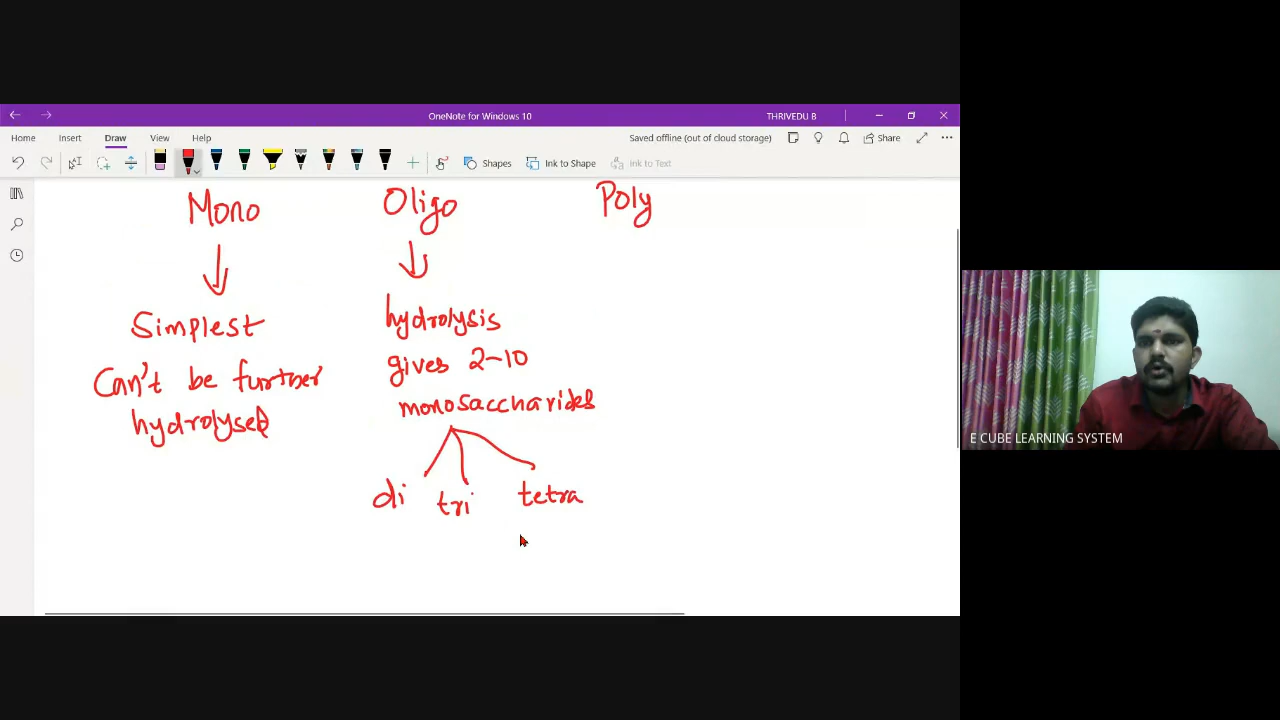 OneNote for Windows 10
THRIVEDU B
Home Insert Draw View Help
Saved offline (out of cloud storage)
Share
Shapes
Ink to Shape
Ink to Text
Mono Oligo Poly
Simplest
Can't be further
hydrolysed
hydrolysis
gives 2-10
monosaccharides
di tri tetra
E CUBE LEARNING SYSTEM